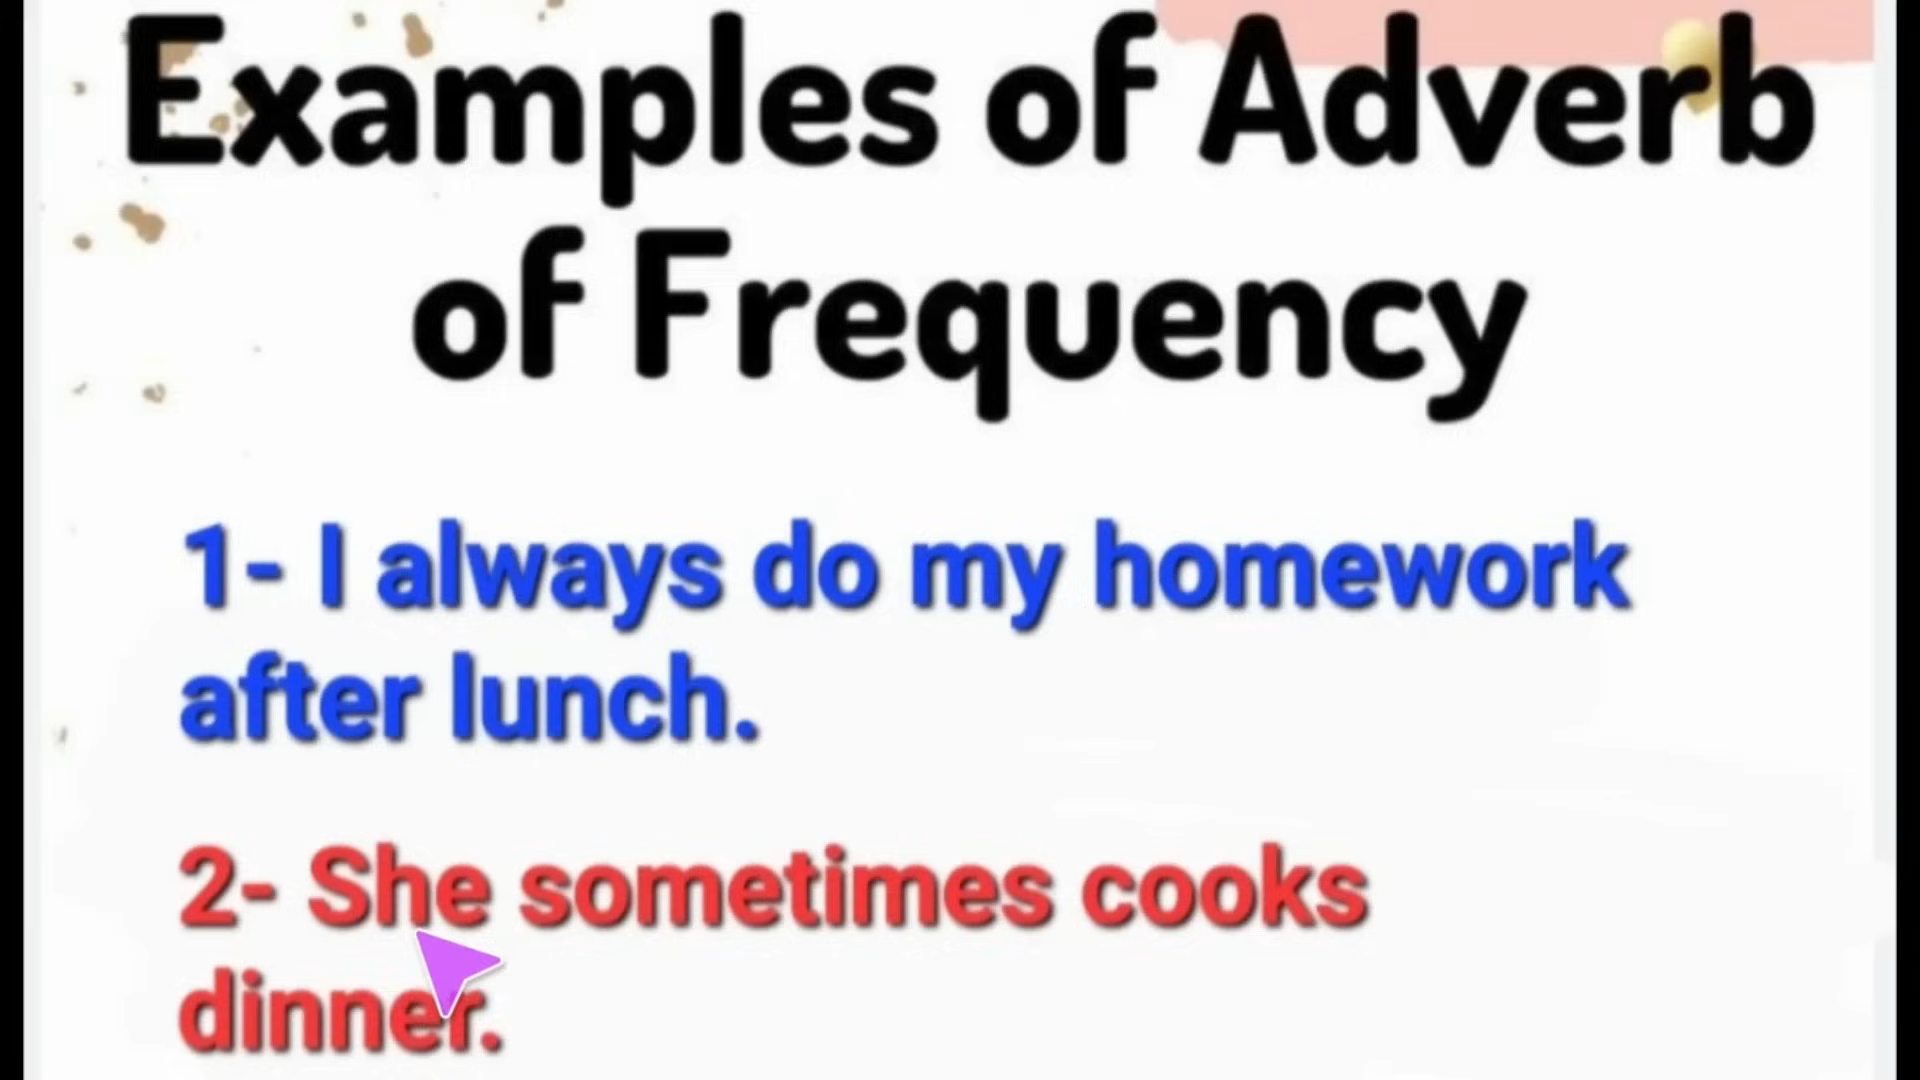 Examples of Adverb
of Frequency
1- I always do my homework
after lunch.
2- She sometimes cooks
dinner.